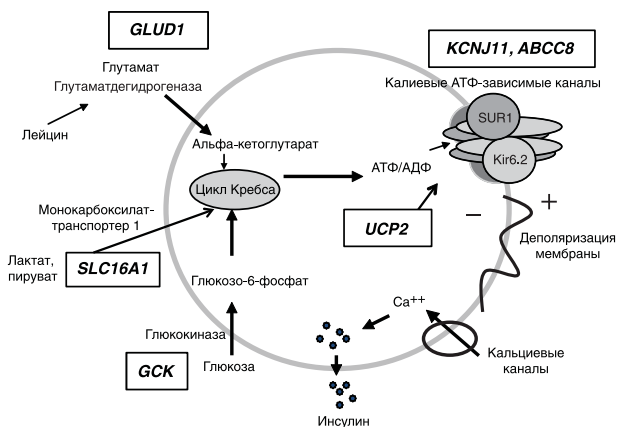 GLUD1
KCNJ11, ABCC8
Глутамат
Глутаматдегидрогеназа
Лейцин
Калиевые АТФ-зависимые каналы
SUR1
Kir6.2
Альфа-кетоглутарат
АТФ/АДФ
Цикл Кребса
UCP2
Монокарбоксилат-
транспортер 1
Лактат,
пируват
SLC16A1
− +
Деполяризация
мембраны
Глюкозо-6-фосфат
Ca++
Глюкокиназа
Глюкоза
GCK
Кальциевые
каналы
Инсулин